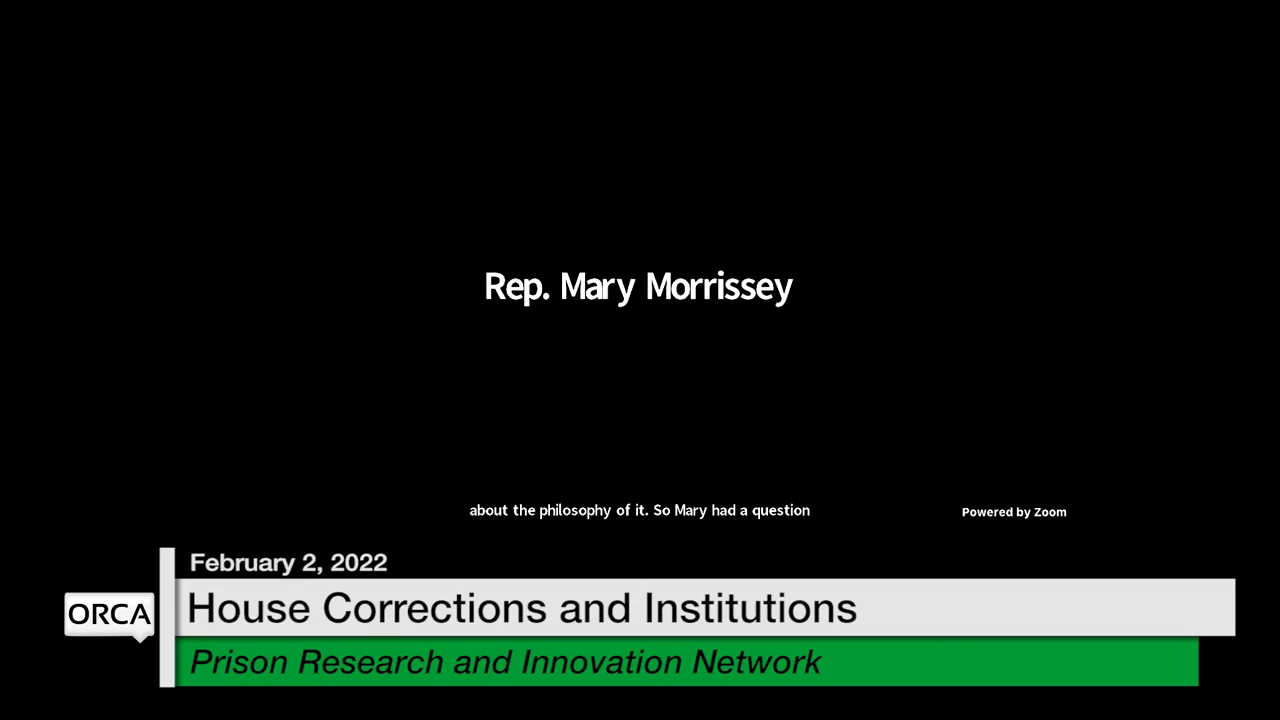 Rep. Mary Morrissey
about the philosophy of it. So Mary had a question
Powered by Zoom
February 2, 2022
ORCA
House Corrections and Institutions
Prison Research and Innovation Network